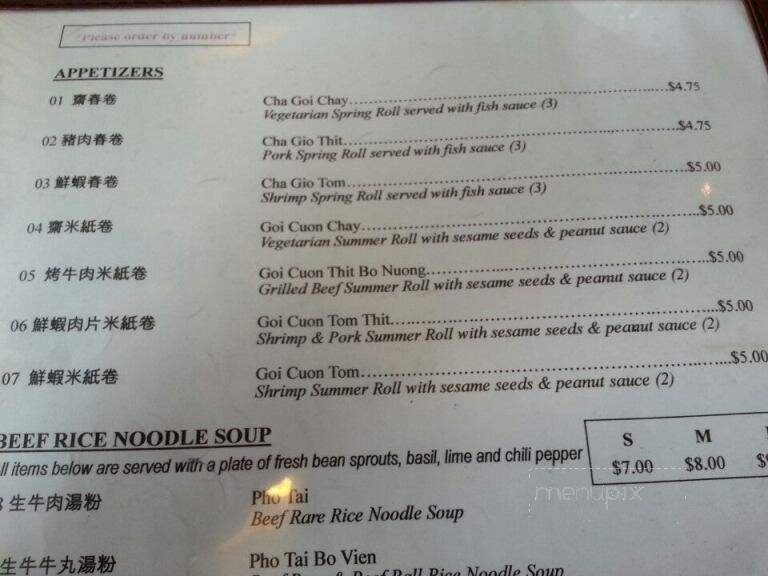 "Please order by number"
APPETIZERS
01 齋春卷 Cha Goi Chay $4.75
Vegetarian Spring Roll served with fish sauce (3)
02 豬肉春卷 Cha Gio Thit $4.75
Pork Spring Roll served with fish sauce (3)
03 鮮蝦春卷 Cha Gio Tom $5.00
Shrimp Spring Roll served with fish sauce (3)
04 齋米紙卷 Goi Cuon Chay $5.00
Vegetarian Summer Roll with sesame seeds & peanut sauce (2)
05 烤牛肉米紙卷 Goi Cuon Thit Bo Nuong $5.00
Grilled Beef Summer Roll with sesame seeds & peanut sauce (2)
06 鮮蝦肉片米紙卷 Goi Cuon Tom Thit $5.00
Shrimp & Pork Summer Roll with sesame seeds & peanut sauce (2)
07 鮮蝦米紙卷 Goi Cuon Tom $5.00
Shrimp Summer Roll with sesame seeds & peanut sauce (2)
BEEF RICE NOODLE SOUP
All items below are served with a plate of fresh bean sprouts, basil, lime and chili pepper
S M
$7.00 $8.00
8 生牛肉湯粉 Pho Tai
Beef Rare Rice Noodle Soup
生牛牛丸湯粉 Pho Tai Bo Vien
Beef Rare & Beef Ball Rice Noodle Soup
menupix